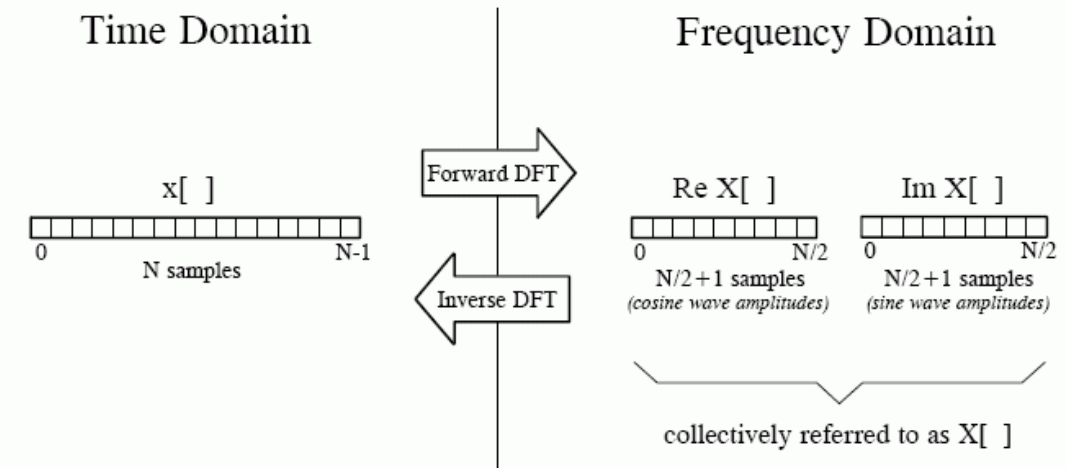 Time Domain
Frequency Domain
Forward DFT
x[ ]
Re X[ ]
Im X[ ]
0
N-1
N samples
0
N/2
0
N/2
N/2+1 samples
(cosine wave amplitudes)
N/2+1 samples
(sine wave amplitudes)
Inverse DFT
collectively referred to as X[ ]